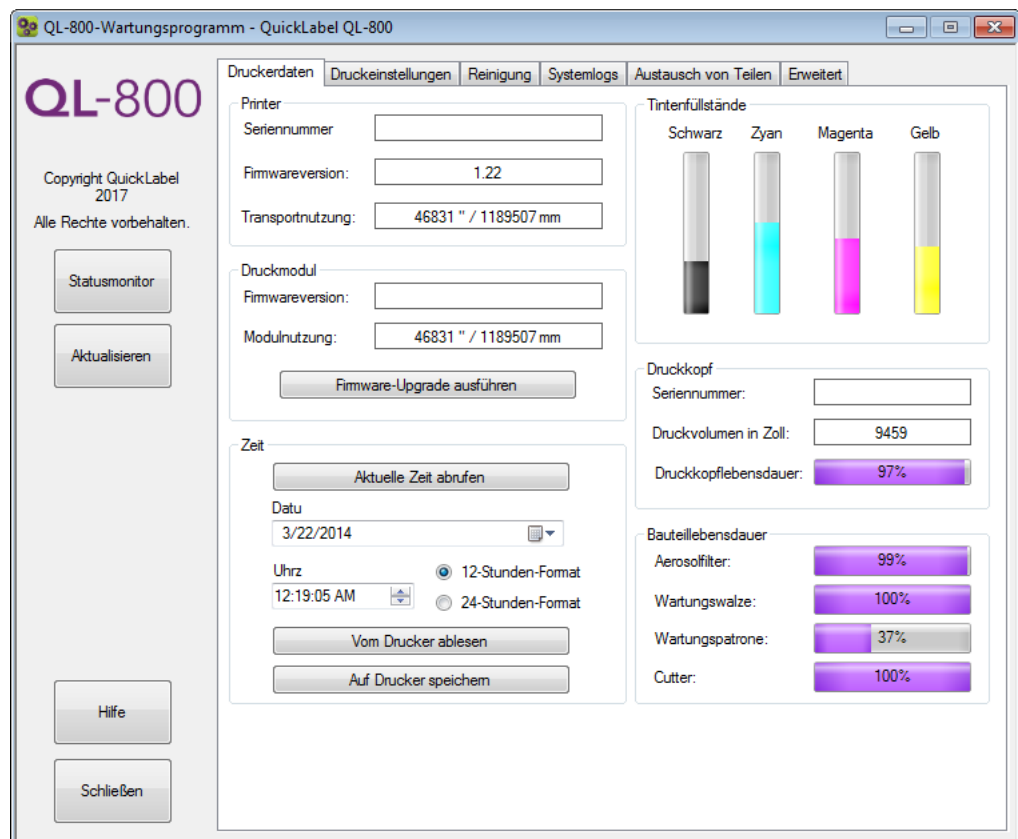 QL-800-Wartungsprogramm - QuickLabel QL-800
QL-800
Copyright QuickLabel
2017
Alle Rechte vorbehalten.
Statusmonitor
Aktualisieren
Hilfe
Schließen
Druckerdaten Druckeinstellungen Reinigung Systemlogs Austausch von Teilen Erweitert
Printer
Seriennummer
Firmwareversion: 1.22
Transportnutzung: 46831 " / 1189507 mm
Druckmodul
Firmwareversion:
Modulnutzung: 46831 " / 1189507 mm
Firmware-Upgrade ausführen
Zeit
Aktuelle Zeit abrufen
Datu
3/22/2014
Uhrz
12:19:05 AM
12-Stunden-Format
24-Stunden-Format
Vom Drucker ablesen
Auf Drucker speichern
Tintenfüllstände
Schwarz Zyan Magenta Gelb
Druckkopf
Seriennummer:
Druckvolumen in Zoll: 9459
Druckkopflebensdauer: 97%
Bauteillebensdauer
Aerosolfilter: 99%
Wartungswalze: 100%
Wartungspatrone: 37%
Cutter: 100%